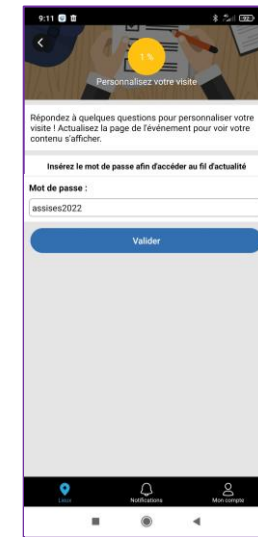 9:11
92
1 %
Personnalisez votre visite
Répondez à quelques questions pour personnaliser votre
visite ! Actualisez la page de l'événement pour voir votre
contenu s'afficher.
Insérez le mot de passe afin d'accéder au fil d'actualité
Mot de passe :
assises2022
Valider
Lieux
Notifications
Mon compte